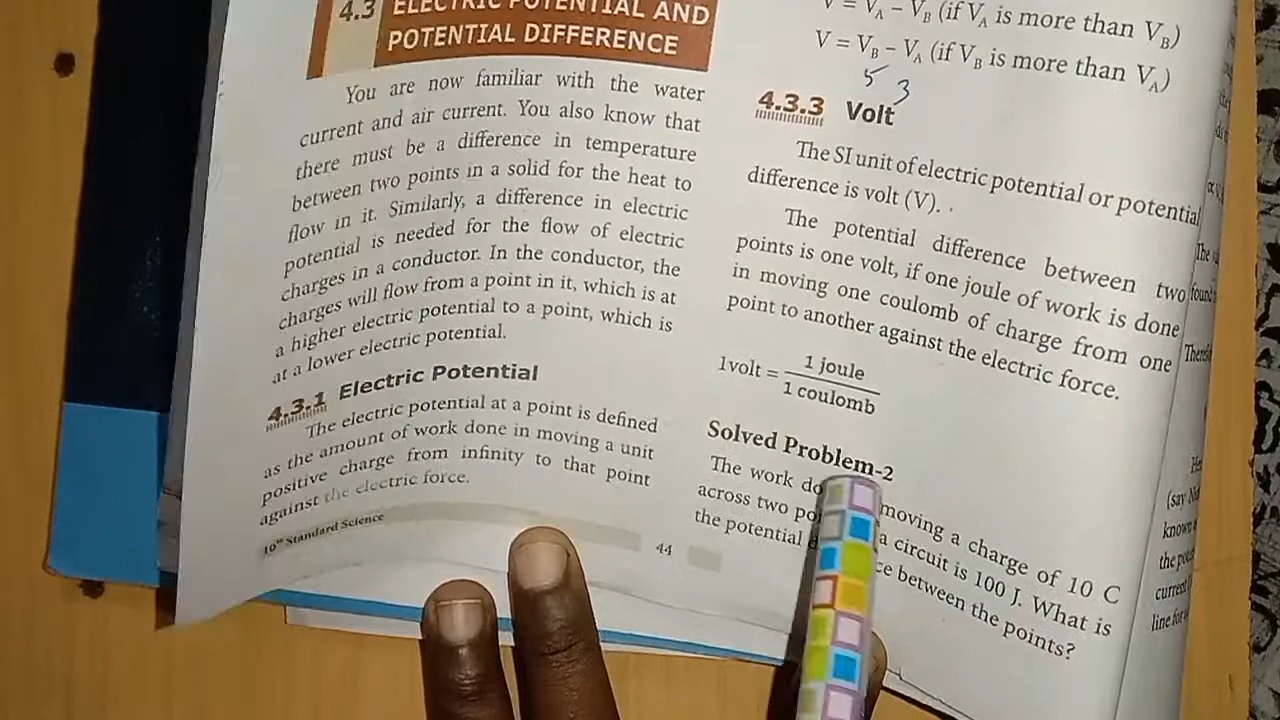 4.3 ELECTRIC POTENTIAL AND
POTENTIAL DIFFERENCE
You are now familiar with the water
current and air current. You also know that
there must be a difference in temperature
between two points in a solid for the heat to
flow in it. Similarly, a difference in electric
potential is needed for the flow of electric
charges in a conductor. In the conductor, the
charges will flow from a point in it, which is at
a higher electric potential to a point, which is
at a lower electric potential.
4.3.1 Electric Potential
The electric potential at a point is defined
as the amount of work done in moving a unit
positive charge from infinity to that point
against the electric force.
10th Standard Science
44
V = VA – VB (if VA is more than VB)
V = VB – VA (if VB is more than VA)
5 3
4.3.3 Volt
The SI unit of electric potential or potential
difference is volt (V).
The potential difference between two
points is one volt, if one joule of work is done
in moving one coulomb of charge from one
point to another against the electric force.
1volt = 1 joule
1 coulomb
Solved Problem-2
The work do moving a charge of 10 C
across two po a circuit is 100 J. What is
the potential ce between the points?
found
(say
known
current
line for